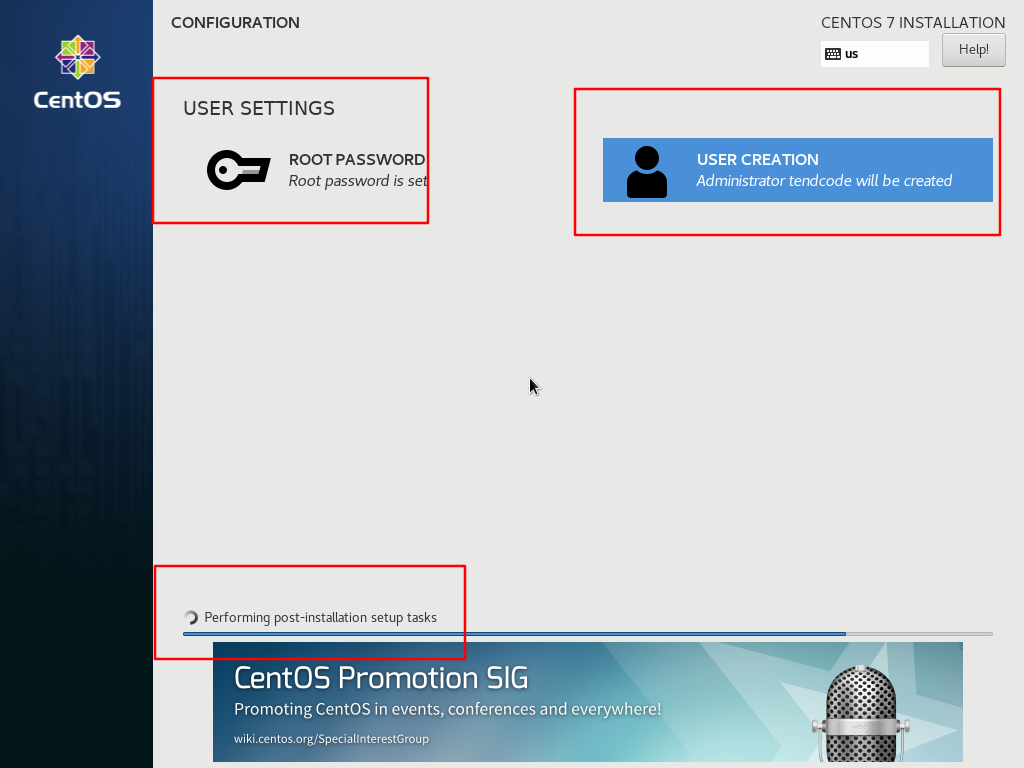 CONFIGURATION
CENTOS 7 INSTALLATION
us
Help!
CentOS
USER SETTINGS
ROOT PASSWORD
Root password is set
USER CREATION
Administrator tendcode will be created
Performing post-installation setup tasks
CentOS Promotion SIG
Promoting CentOS in events, conferences and everywhere!
wiki.centos.org/SpecialInterestGroup